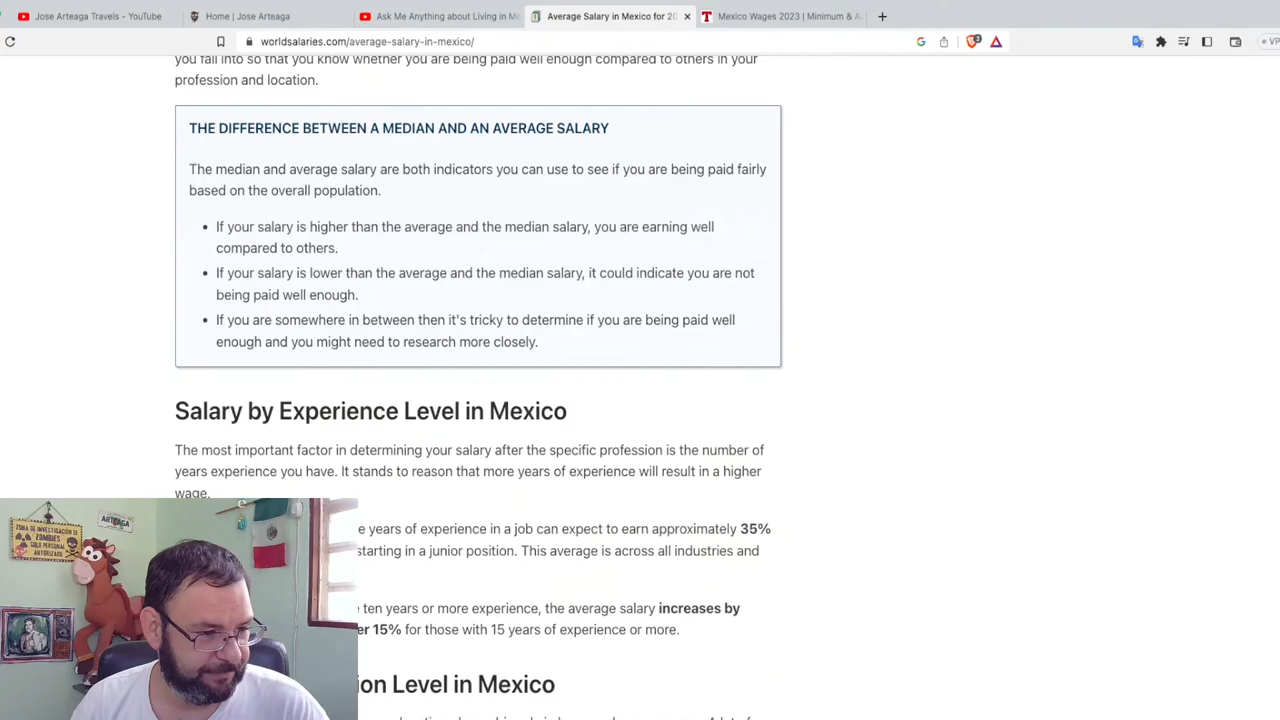 Jose Arteaga Travels - YouTube
Home | Jose Arteaga
Ask Me Anything about Living in M
Average Salary in Mexico for 20
Mexico Wages 2023 | Minimum & A
worldsalaries.com/average-salary-in-mexico/
2
VP
you fall into so that you know whether you are being paid well enough compared to others in your
profession and location.
THE DIFFERENCE BETWEEN A MEDIAN AND AN AVERAGE SALARY
The median and average salary are both indicators you can use to see if you are being paid fairly
based on the overall population.
• If your salary is higher than the average and the median salary, you are earning well
compared to others.
• If your salary is lower than the average and the median salary, it could indicate you are not
being paid well enough.
• If you are somewhere in between then it's tricky to determine if you are being paid well
enough and you might need to research more closely.
Salary by Experience Level in Mexico
The most important factor in determining your salary after the specific profession is the number of
years experience you have. It stands to reason that more years of experience will result in a higher
wage.
e years of experience in a job can expect to earn approximately 35%
starting in a junior position. This average is across all industries and
e ten years or more experience, the average salary increases by
er 15% for those with 15 years of experience or more.
ion Level in Mexico
ZONA DE INVESTIGACIÓN DE
ZOMBIES
SOLO PERSONAL
AUTORIZADO
ARTEAGA